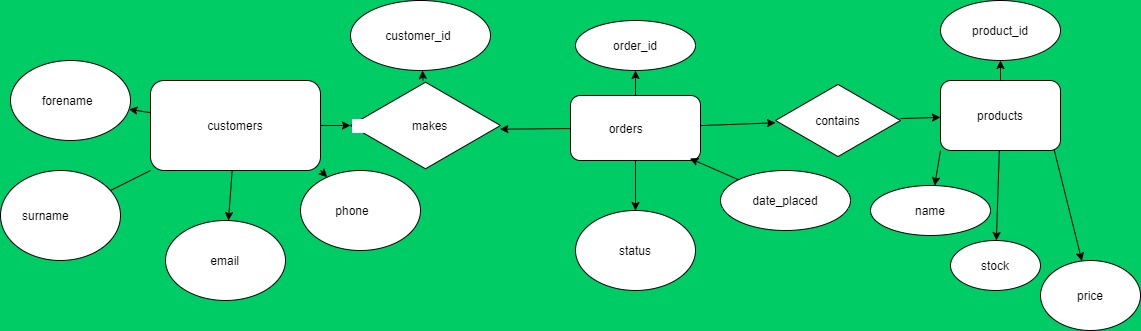 customer_id
order_id
product_id
forename
customers
makes
orders
contains
products
surname
phone
email
date_placed
status
name
stock
price